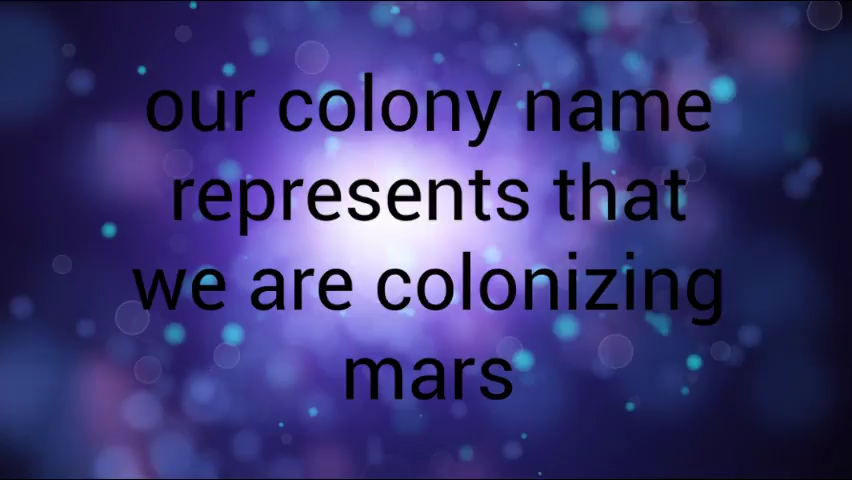 our colony name
represents that
we are colonizing
mars